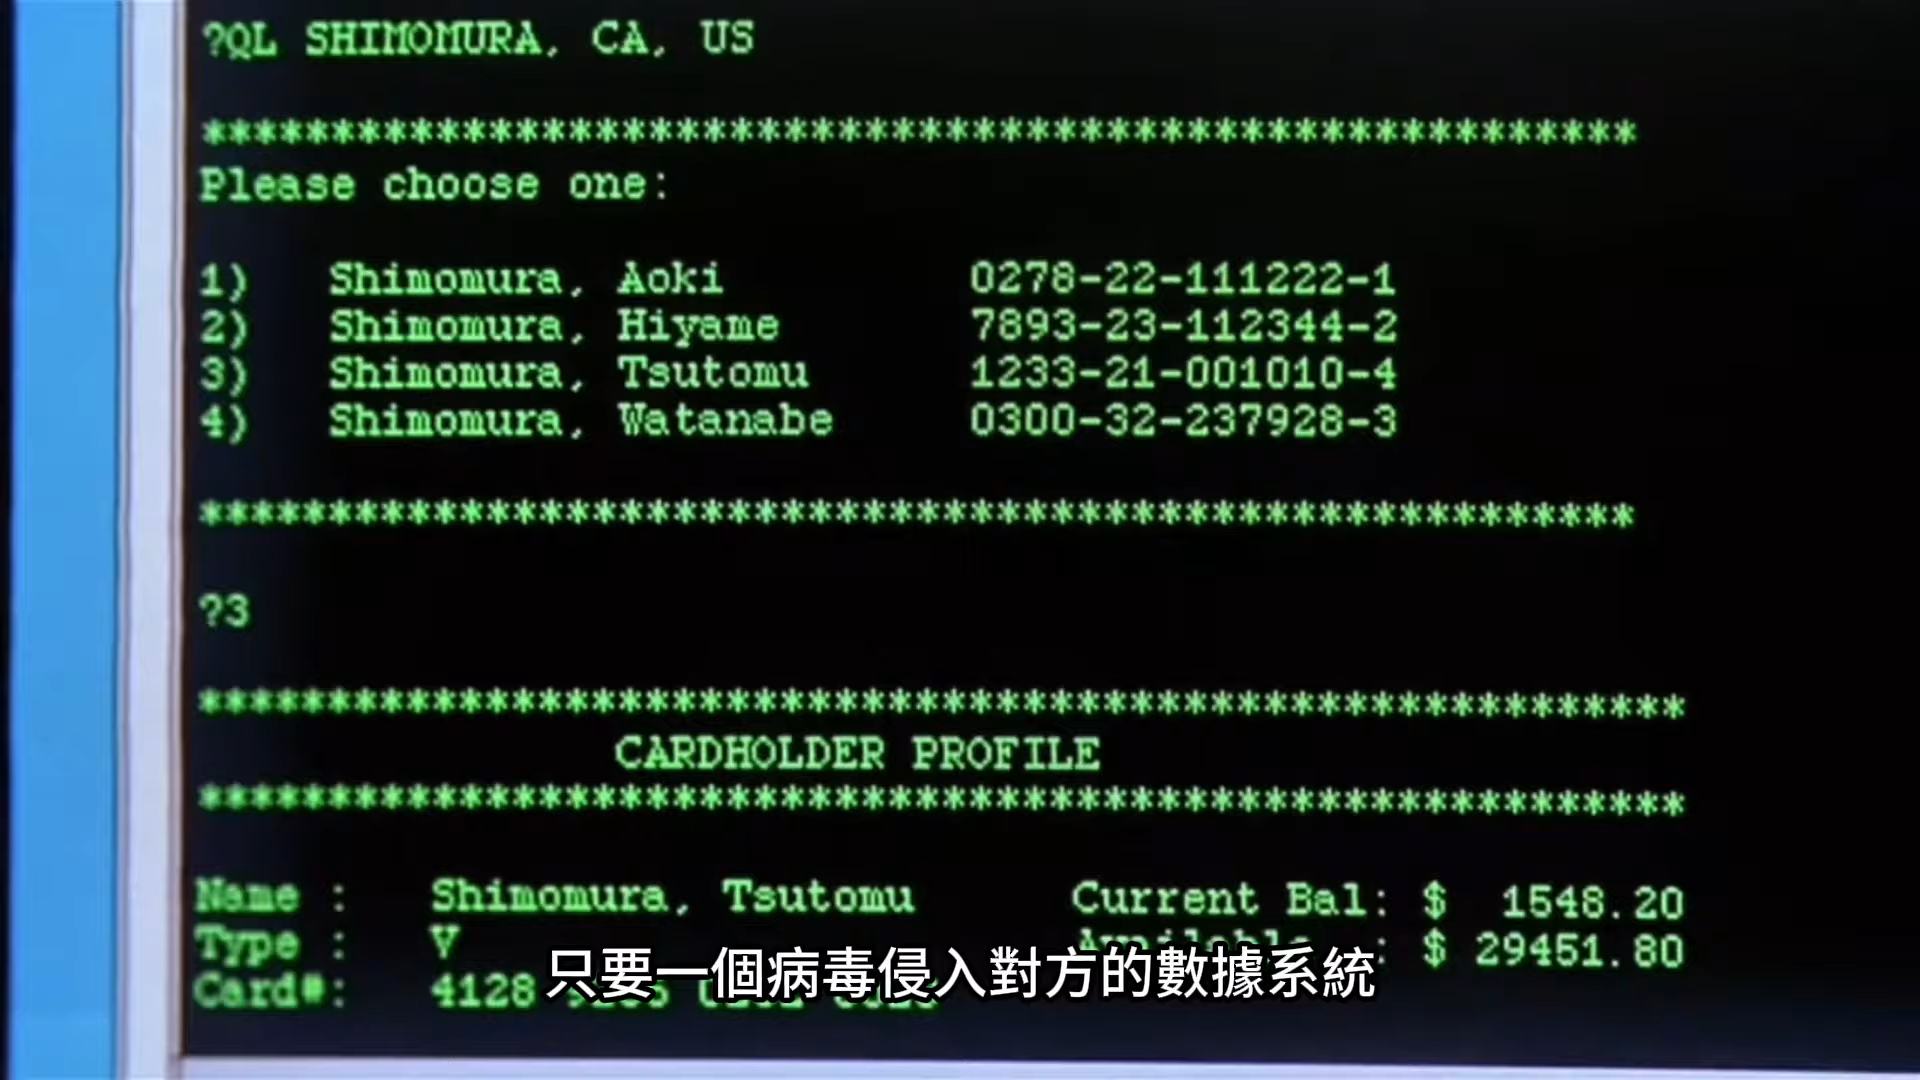 ?QL SHIMOMURA, CA, US
******************************************************
Please choose one:
1) Shimomura, Aoki 0278-22-111222-1
2) Shimomura, Hiyame 7893-23-112344-2
3) Shimomura, Tsutomu 1233-21-001010-4
4) Shimomura, Watanabe 0300-32-237928-3
******************************************************
?3
********************************************************
CARDHOLDER PROFILE
********************************************************
Name : Shimomura, Tsutomu Current Bal: $ 1548.20
Type : V : $ 29451.80
Card#: 4128
只要一個病毒侵入對方的數據系統